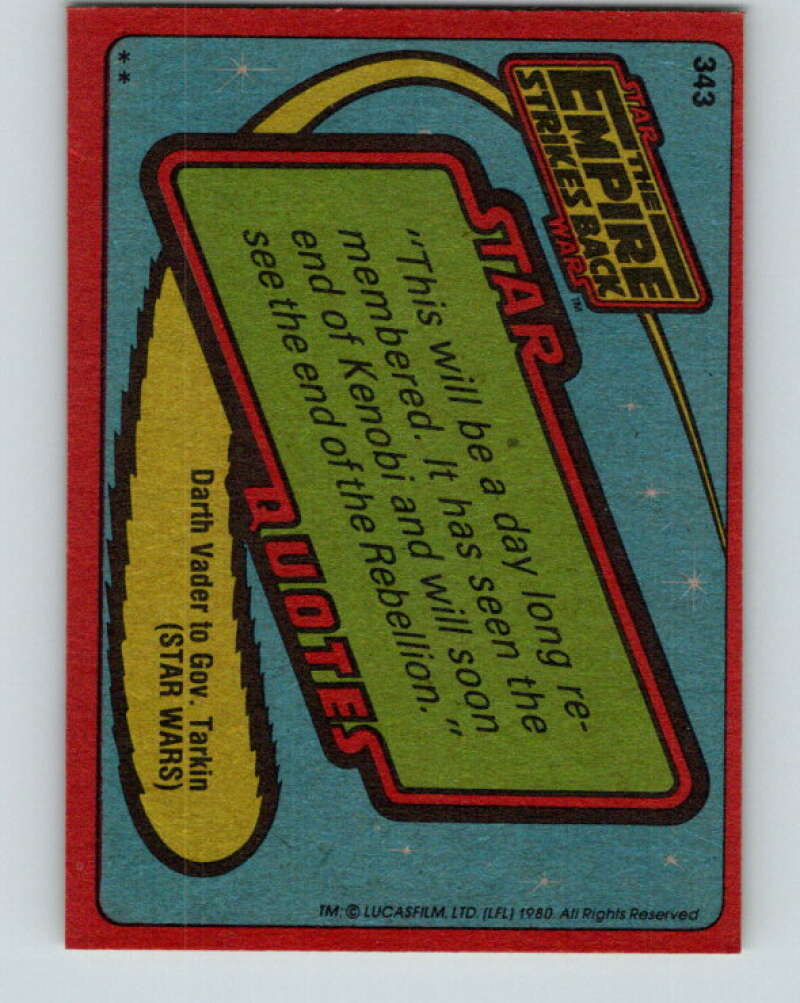 343
STAR
THE
EMPIRE
STRIKES BACK
WARS™
STAR
"This will be a day long re-
membered. It has seen the
end of Kenobi and will soon
see the end of the Rebellion."
QUOTES
Darth Vader to Gov. Tarkin
(STAR WARS)
**
TM: © LUCASFILM, LTD. (LFL) 1980. All Rights Reserved